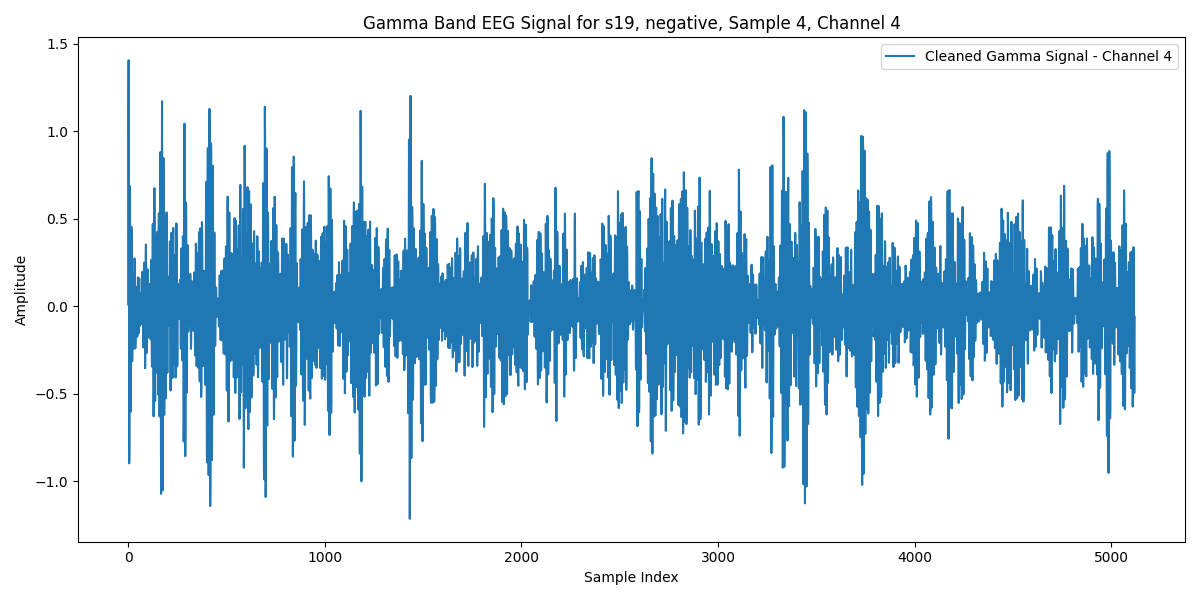 Gamma Band EEG Signal for s19, negative, Sample 4, Channel 4
Cleaned Gamma Signal - Channel 4
Amplitude
1.5
1.0
0.5
0.0
−0.5
−1.0
0 1000 2000 3000 4000 5000
Sample Index